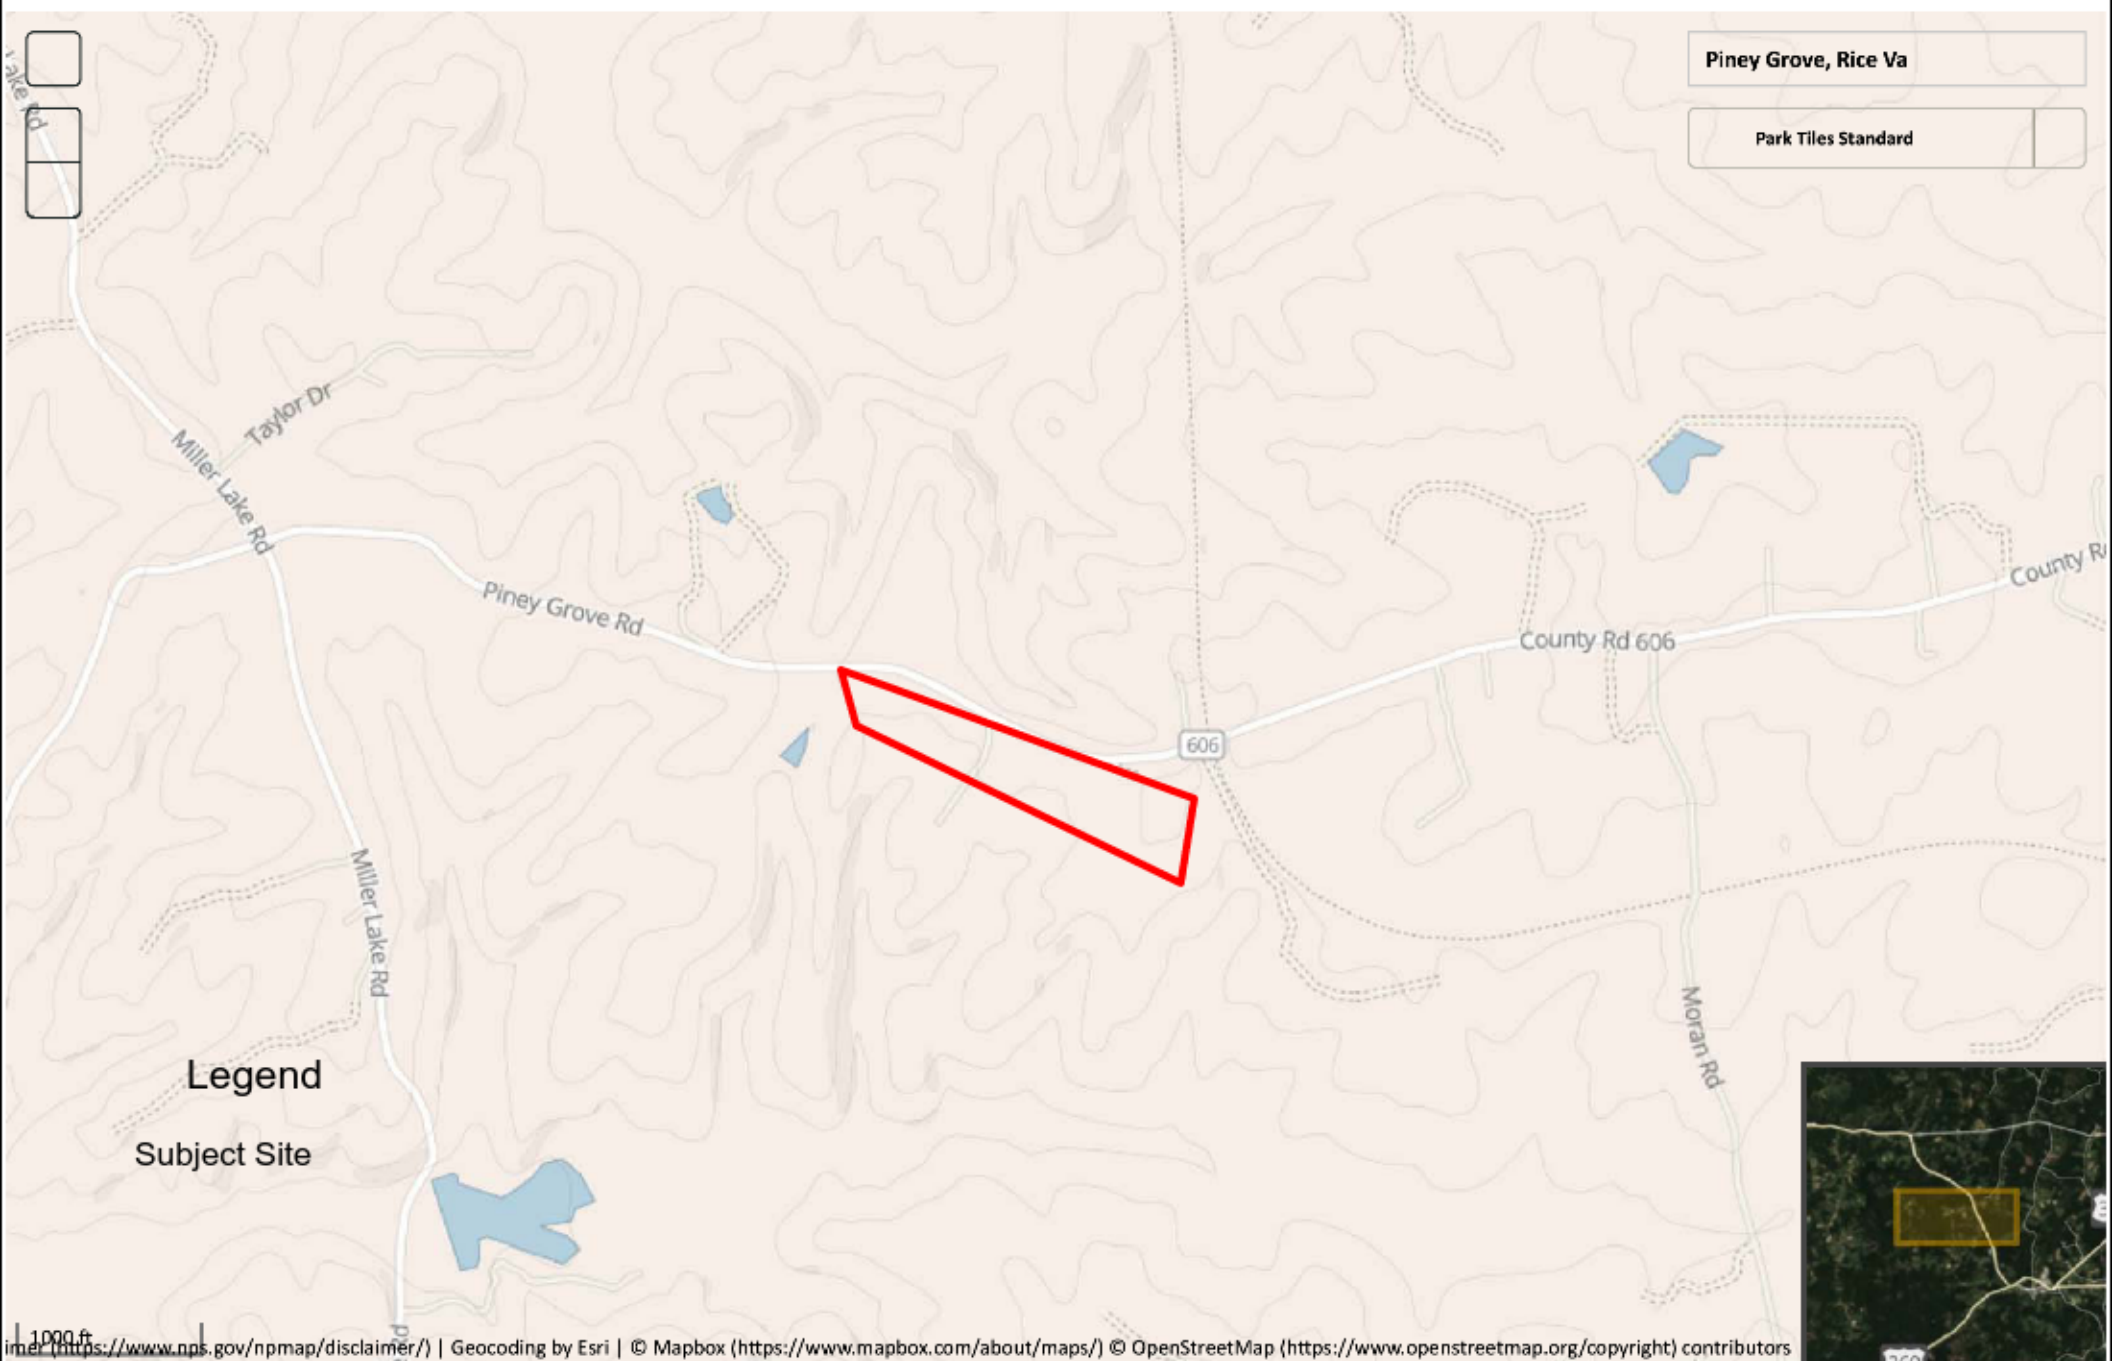 Lake Rd
Piney Grove, Rice Va
Park Tiles Standard
Taylor Dr
Miller Lake Rd
Piney Grove Rd
County Rd 606
County R
606
Miller Lake Rd
Moran Rd
Legend
Subject Site
1000 ft
imer (https://www.nps.gov/npmap/disclaimer/) | Geocoding by Esri | © Mapbox (https://www.mapbox.com/about/maps/) © OpenStreetMap (https://www.openstreetmap.org/copyright) contributors